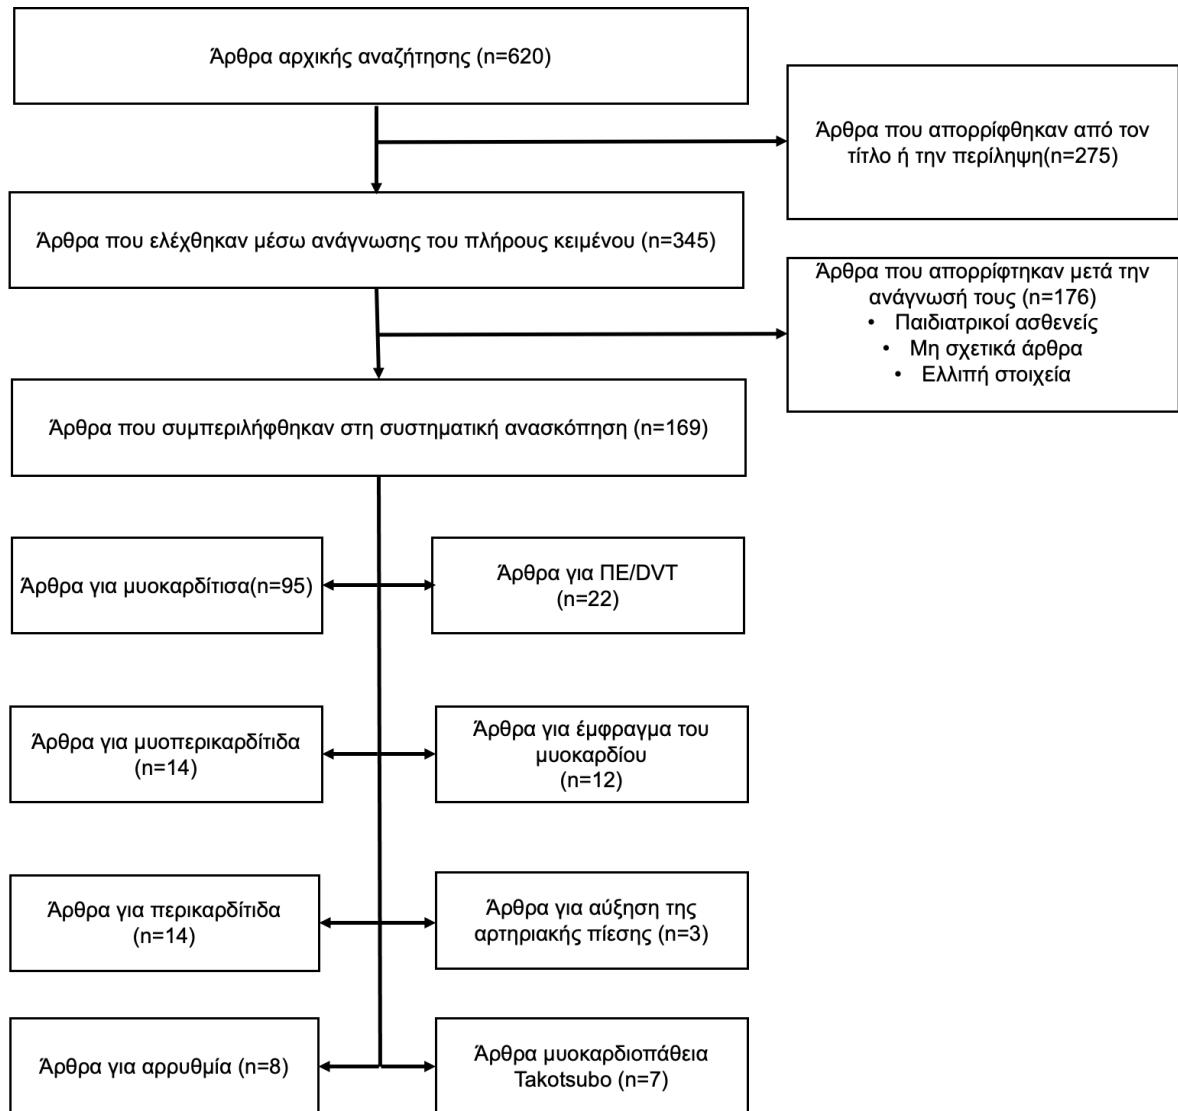 Άρθρα αρχικής αναζήτησης (n=620)
Άρθρα που απορρίφθηκαν από τον
τίτλο ή την περίληψη(n=275)
Άρθρα που ελέχθηκαν μέσω ανάγνωσης του πλήρους κειμένου (n=345)
Άρθρα που απορρίφτηκαν μετά την
ανάγνωσή τους (n=176)
• Παιδιατρικοί ασθενείς
• Μη σχετικά άρθρα
• Ελλιπή στοιχεία
Άρθρα που συμπεριλήφθηκαν στη συστηματική ανασκόπηση (n=169)
Άρθρα για μυοκαρδίτισα(n=95)
Άρθρα για ΠΕ/DVT
(n=22)
Άρθρα για μυοπερικαρδίτιδα
(n=14)
Άρθρα για έμφραγμα του
μυοκαρδίου
(n=12)
Άρθρα για περικαρδίτιδα
(n=14)
Άρθρα για αύξηση της
αρτηριακής πίεσης (n=3)
Άρθρα για αρρυθμία (n=8)
Άρθρα μυοκαρδιοπάθεια
Takotsubo (n=7)